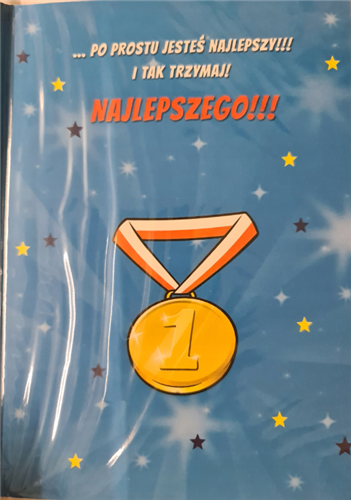 ... PO PROSTU JESTEŚ NAJLEPSZY!!!
I TAK TRZYMAJ!
NAJLEPSZEGO!!!
1